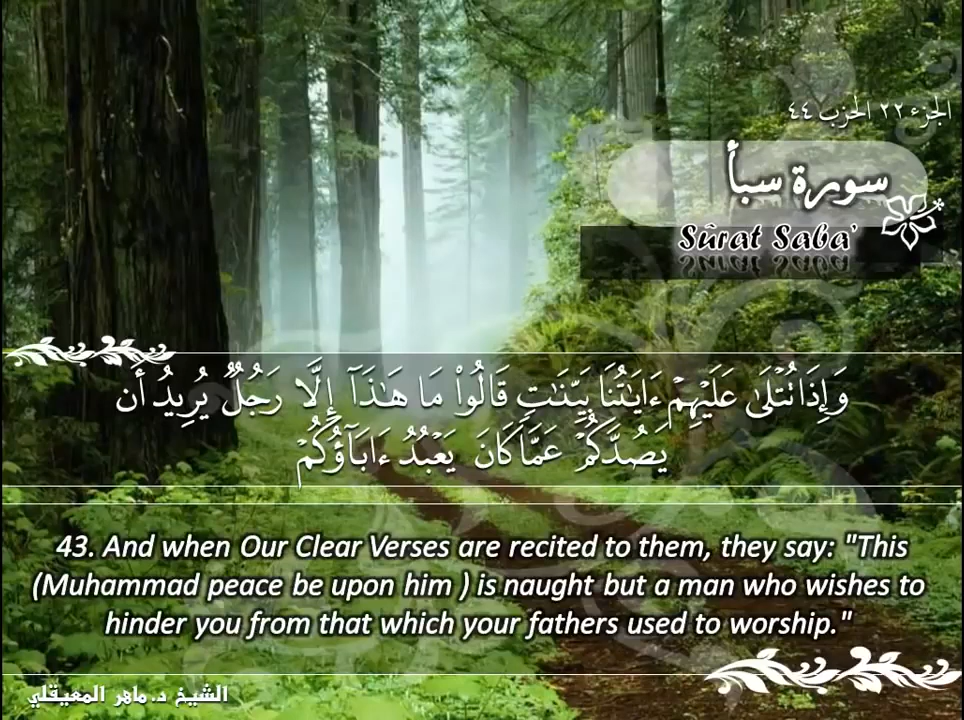 الجزء ٢٢ الحزب ٤٤
سورة سبأ
Sûrat Saba'
وَإِذَا تُتْلَىٰ عَلَيْهِمْ ءَايَـٰتُنَا بَيِّنَـٰتٍ قَالُوا۟ مَا هَـٰذَآ إِلَّا رَجُلٌ يُرِيدُ أَن
يَصُدَّكُمْ عَمَّا كَانَ يَعْبُدُ ءَابَآؤُكُمْ
43. And when Our Clear Verses are recited to them, they say: "This
(Muhammad peace be upon him ) is naught but a man who wishes to
hinder you from that which your fathers used to worship."
الشيخ د. ماهر المعيقلي